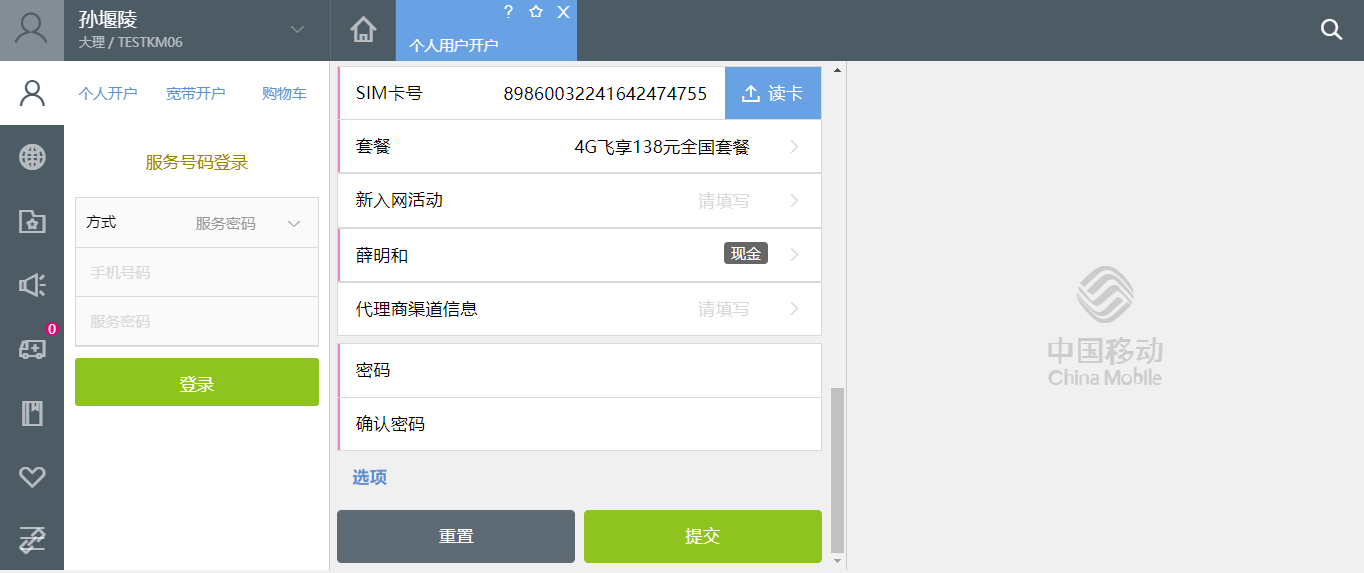 孙堰陵
大理 / TESTKM06
? X
个人用户开户
个人开户 宽带开户 购物车
服务号码登录
方式 服务密码
手机号码
服务密码
登录
0
SIM卡号 89860032241642474755 读卡
套餐 4G飞享138元全国套餐
新入网活动 请填写
薛明和 现金
代理商渠道信息 请填写
密码
确认密码
选项
重置 提交
中国移动
China Mobile